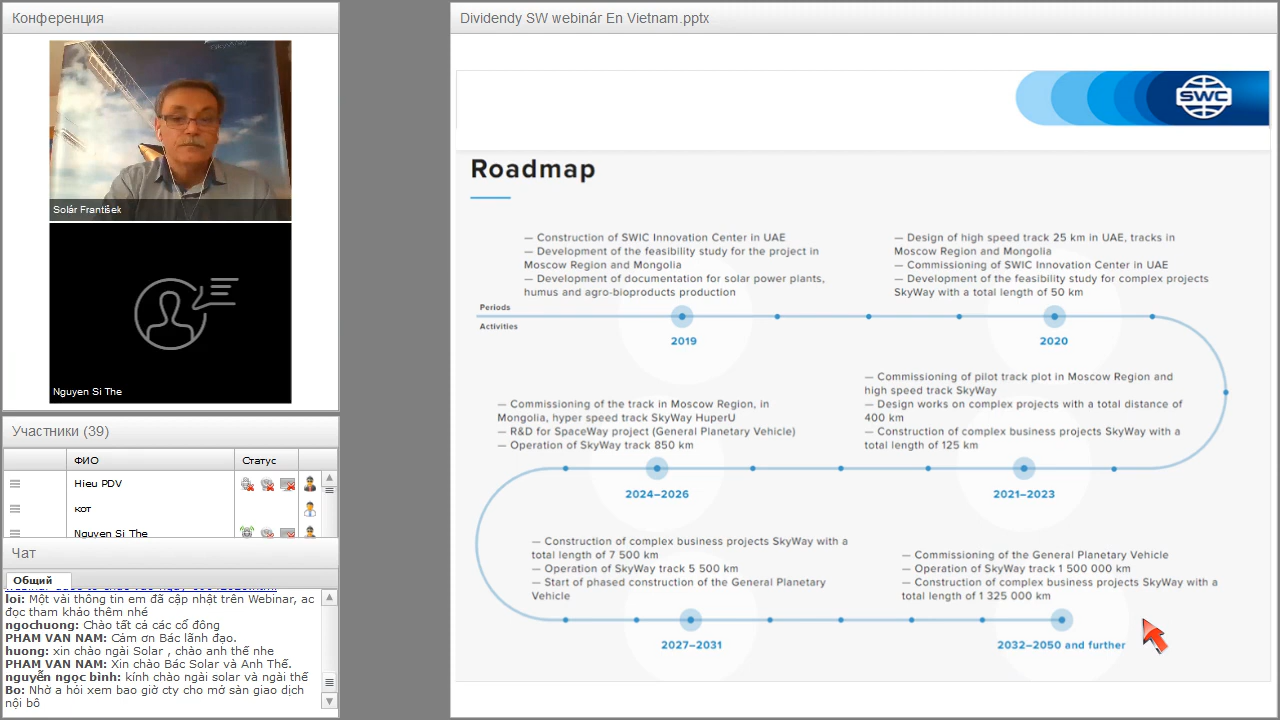 Конференция
Solár František
Nguyen Si The
Участники (39)
ФИО
Статус
Hieu PDV
кот
Nguyen Si The
Чат
Общий
loi: Một vài thông tin em đã cập nhật trên Webinar, ac
đọc tham khảo thêm nhé
ngochuong: Chào tất cả các cổ đông
PHAM VAN NAM: Cám ơn Bác lãnh đạo.
huong: xin chào ngài Solar , chào anh thế nhe
PHAM VAN NAM: Xin chào Bác Solar và Anh Thế.
nguyễn ngọc bình: kính chào ngài solar và ngài thế
Bo: Nhờ a hỏi xem bao giờ cty cho mở sàn giao dịch
nội bô
Dividendy SW webinár En Vietnam.pptx
SWC
Roadmap
— Construction of SWIC Innovation Center in UAE
— Development of the feasibility study for the project in
Moscow Region and Mongolia
— Development of documentation for solar power plants,
humus and agro-bioproducts production
— Design of high speed track 25 km in UAE, tracks in
Moscow Region and Mongolia
— Commissioning of SWIC Innovation Center in UAE
— Development of the feasibility study for complex projects
SkyWay with a total length of 50 km
Periods
Activities
2019
2020
— Commissioning of the track in Moscow Region, in
Mongolia, hyper speed track SkyWay HuperU
— R&D for SpaceWay project (General Planetary Vehicle)
— Operation of SkyWay track 850 km
— Commissioning of pilot track plot in Moscow Region and
high speed track SkyWay
— Design works on complex projects with a total distance of
400 km
— Construction of complex business projects SkyWay with a
total length of 125 km
2024–2026
2021–2023
— Construction of complex business projects SkyWay with a
total length of 7 500 km
— Operation of SkyWay track 5 500 km
— Start of phased construction of the General Planetary
Vehicle
— Commissioning of the General Planetary Vehicle
— Operation of SkyWay track 1 500 000 km
— Construction of complex business projects SkyWay with a
total length of 1 325 000 km
2027–2031
2032–2050 and further